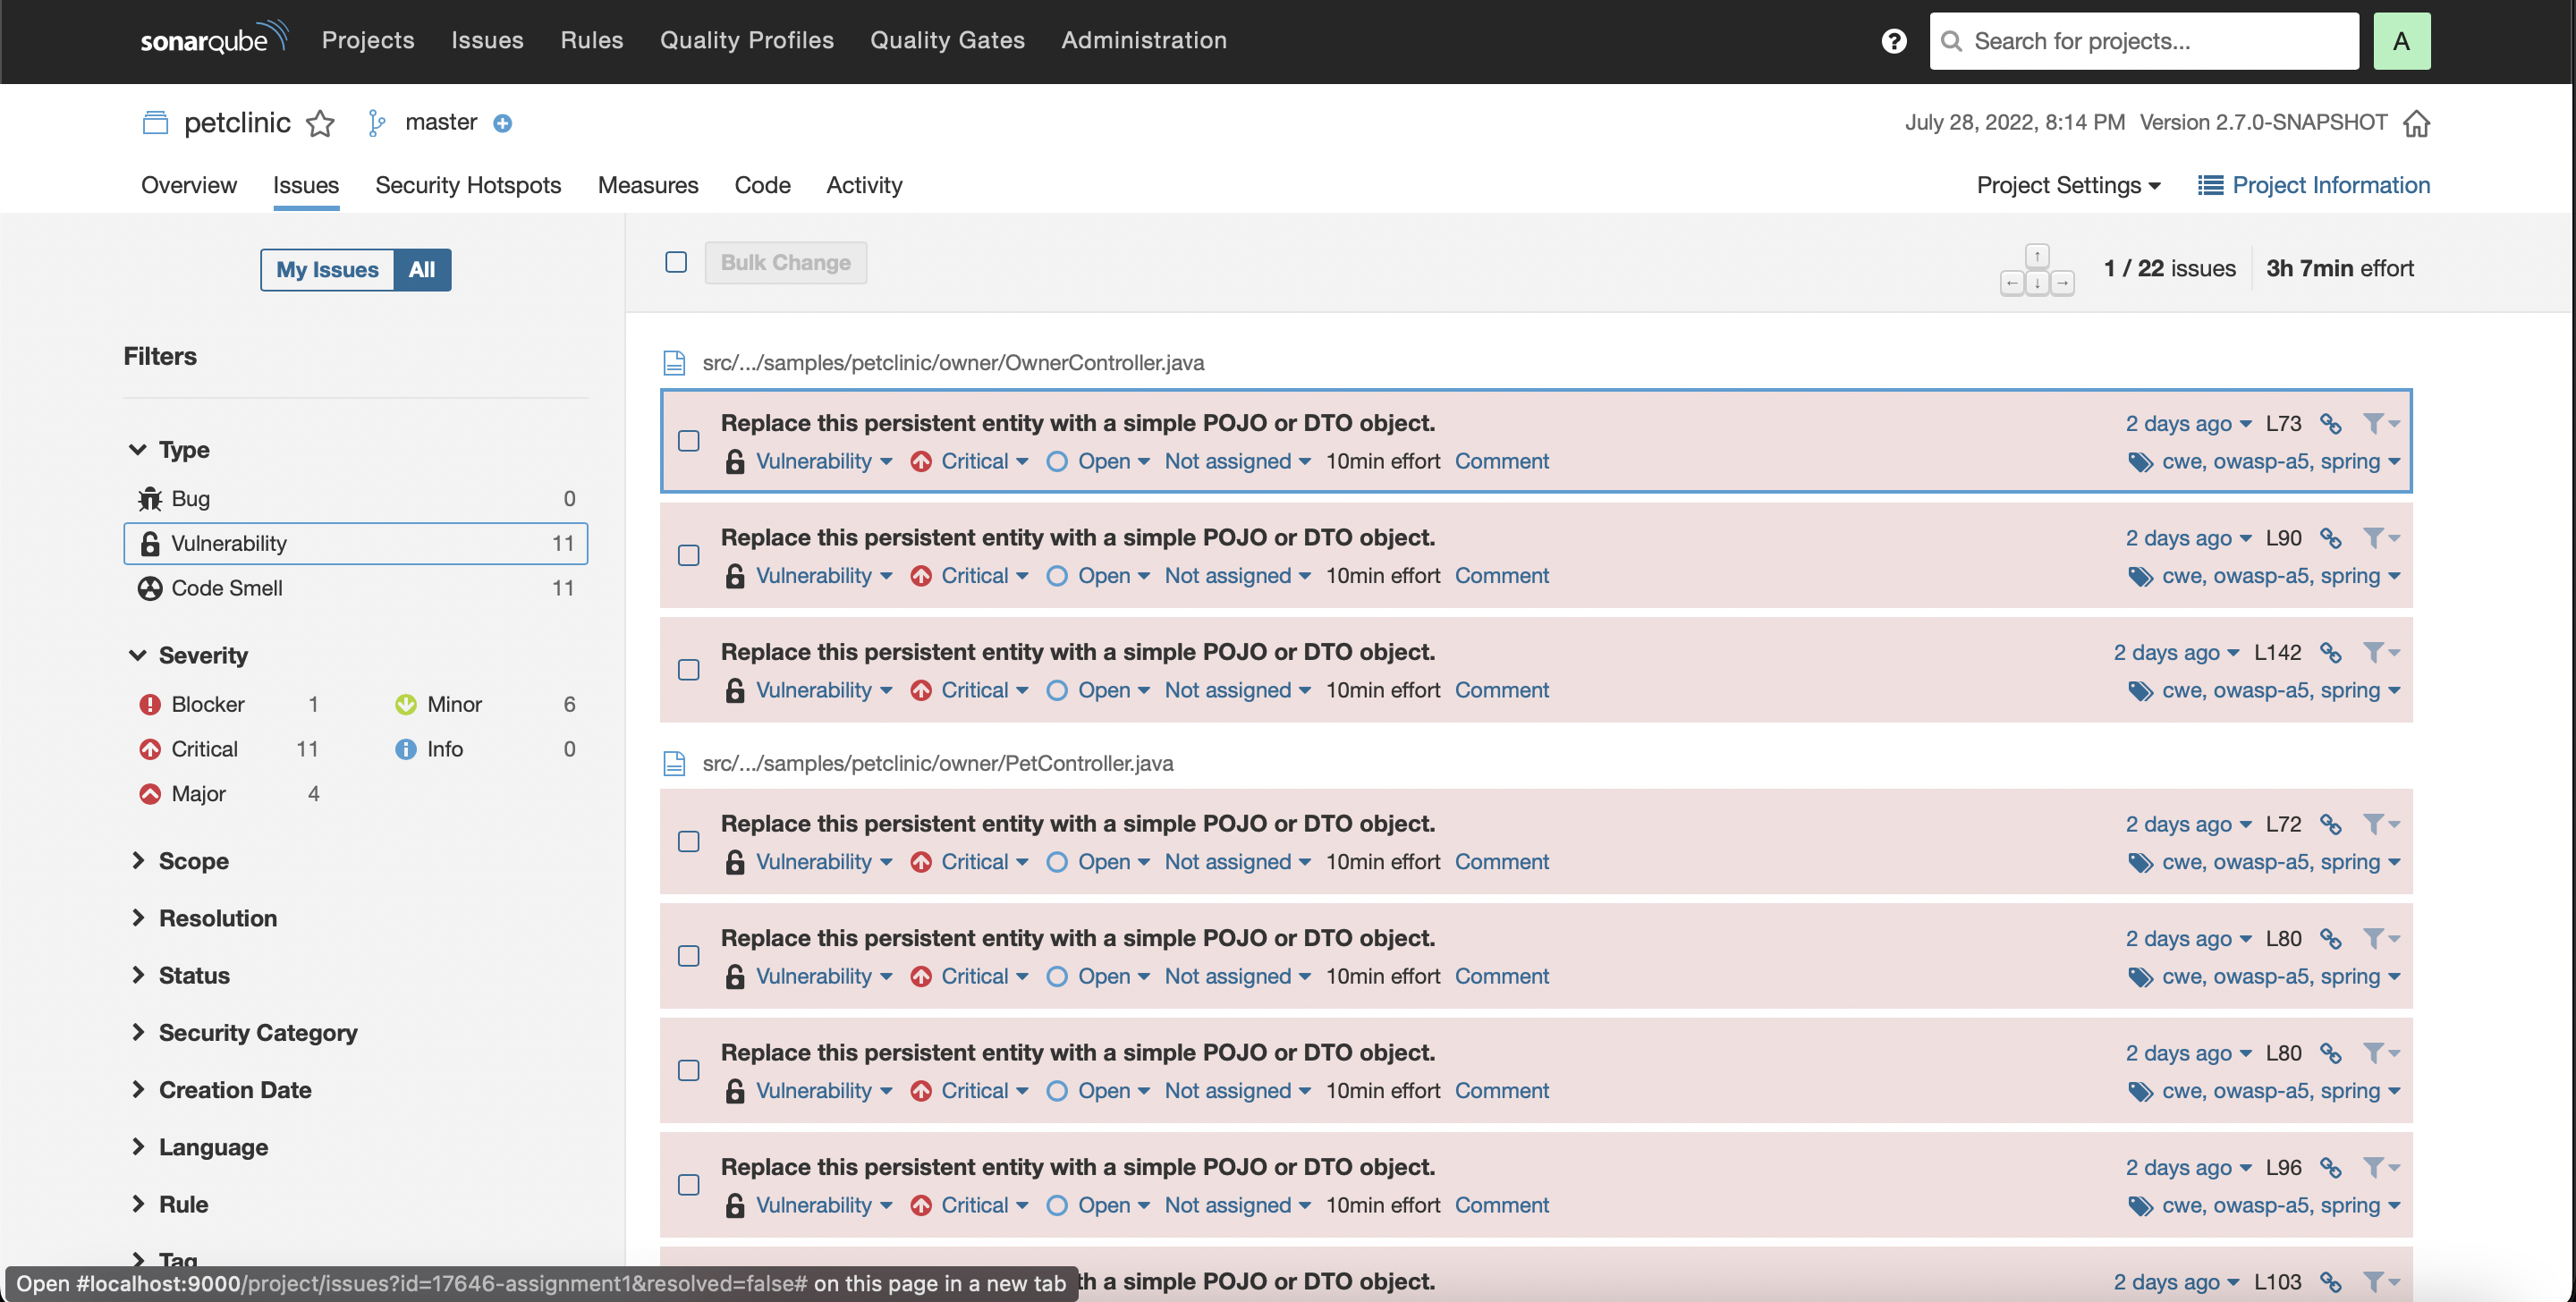 sonarqube Projects Issues Rules Quality Profiles Quality Gates Administration ? Search for projects... A
petclinic master July 28, 2022, 8:14 PM Version 2.7.0-SNAPSHOT
Overview Issues Security Hotspots Measures Code Activity Project Settings Project Information
My Issues All
Bulk Change ↑ ← ↓ → 1 / 22 issues 3h 7min effort
Filters
Type
Bug 0
Vulnerability 11
Code Smell 11
Severity
Blocker 1 Minor 6
Critical 11 Info 0
Major 4
Scope
Resolution
Status
Security Category
Creation Date
Language
Rule
Tag
Open #localhost:9000/project/issues?id=17646-assignment1&resolved=false# on this page in a new tab
src/.../samples/petclinic/owner/OwnerController.java
Replace this persistent entity with a simple POJO or DTO object. 2 days ago L73
Vulnerability Critical Open Not assigned 10min effort Comment cwe, owasp-a5, spring
Replace this persistent entity with a simple POJO or DTO object. 2 days ago L90
Vulnerability Critical Open Not assigned 10min effort Comment cwe, owasp-a5, spring
Replace this persistent entity with a simple POJO or DTO object. 2 days ago L142
Vulnerability Critical Open Not assigned 10min effort Comment cwe, owasp-a5, spring
src/.../samples/petclinic/owner/PetController.java
Replace this persistent entity with a simple POJO or DTO object. 2 days ago L72
Vulnerability Critical Open Not assigned 10min effort Comment cwe, owasp-a5, spring
Replace this persistent entity with a simple POJO or DTO object. 2 days ago L80
Vulnerability Critical Open Not assigned 10min effort Comment cwe, owasp-a5, spring
Replace this persistent entity with a simple POJO or DTO object. 2 days ago L80
Vulnerability Critical Open Not assigned 10min effort Comment cwe, owasp-a5, spring
Replace this persistent entity with a simple POJO or DTO object. 2 days ago L96
Vulnerability Critical Open Not assigned 10min effort Comment cwe, owasp-a5, spring
a simple POJO or DTO object. 2 days ago L103